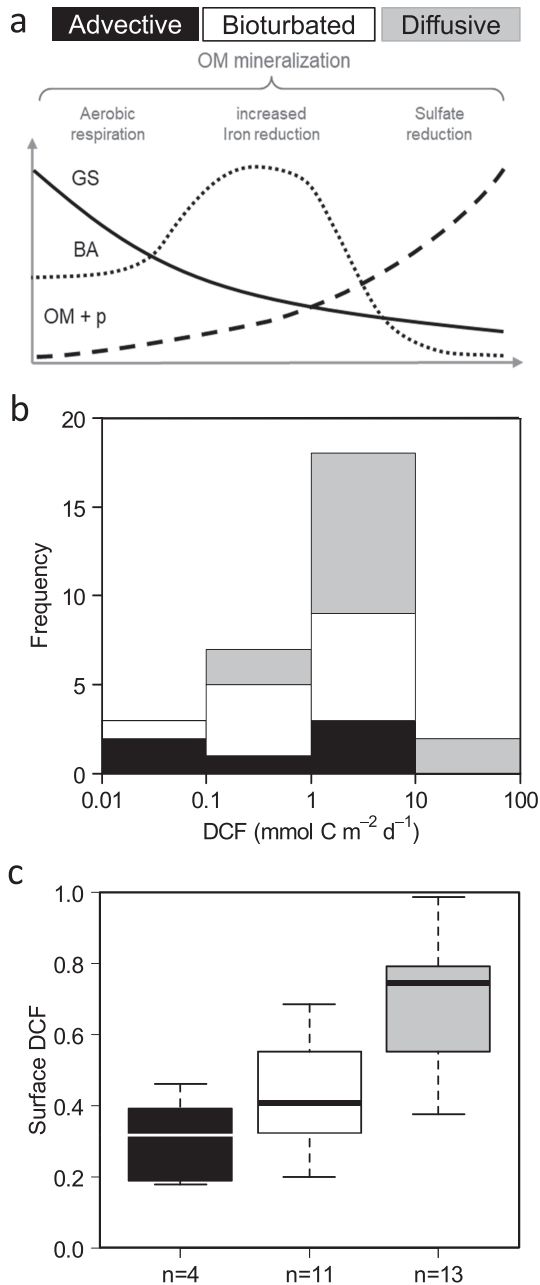 a
Advective Bioturbated Diffusive
OM mineralization
Aerobic respiration
increased Iron reduction
Sulfate reduction
GS
BA
OM + p
b
20
15
10
5
0
Frequency
0.01 0.1 1 10 100
DCF (mmol C m⁻² d⁻¹)
c
1.0
0.8
0.6
0.4
0.2
0.0
Surface DCF
n=4 n=11 n=13